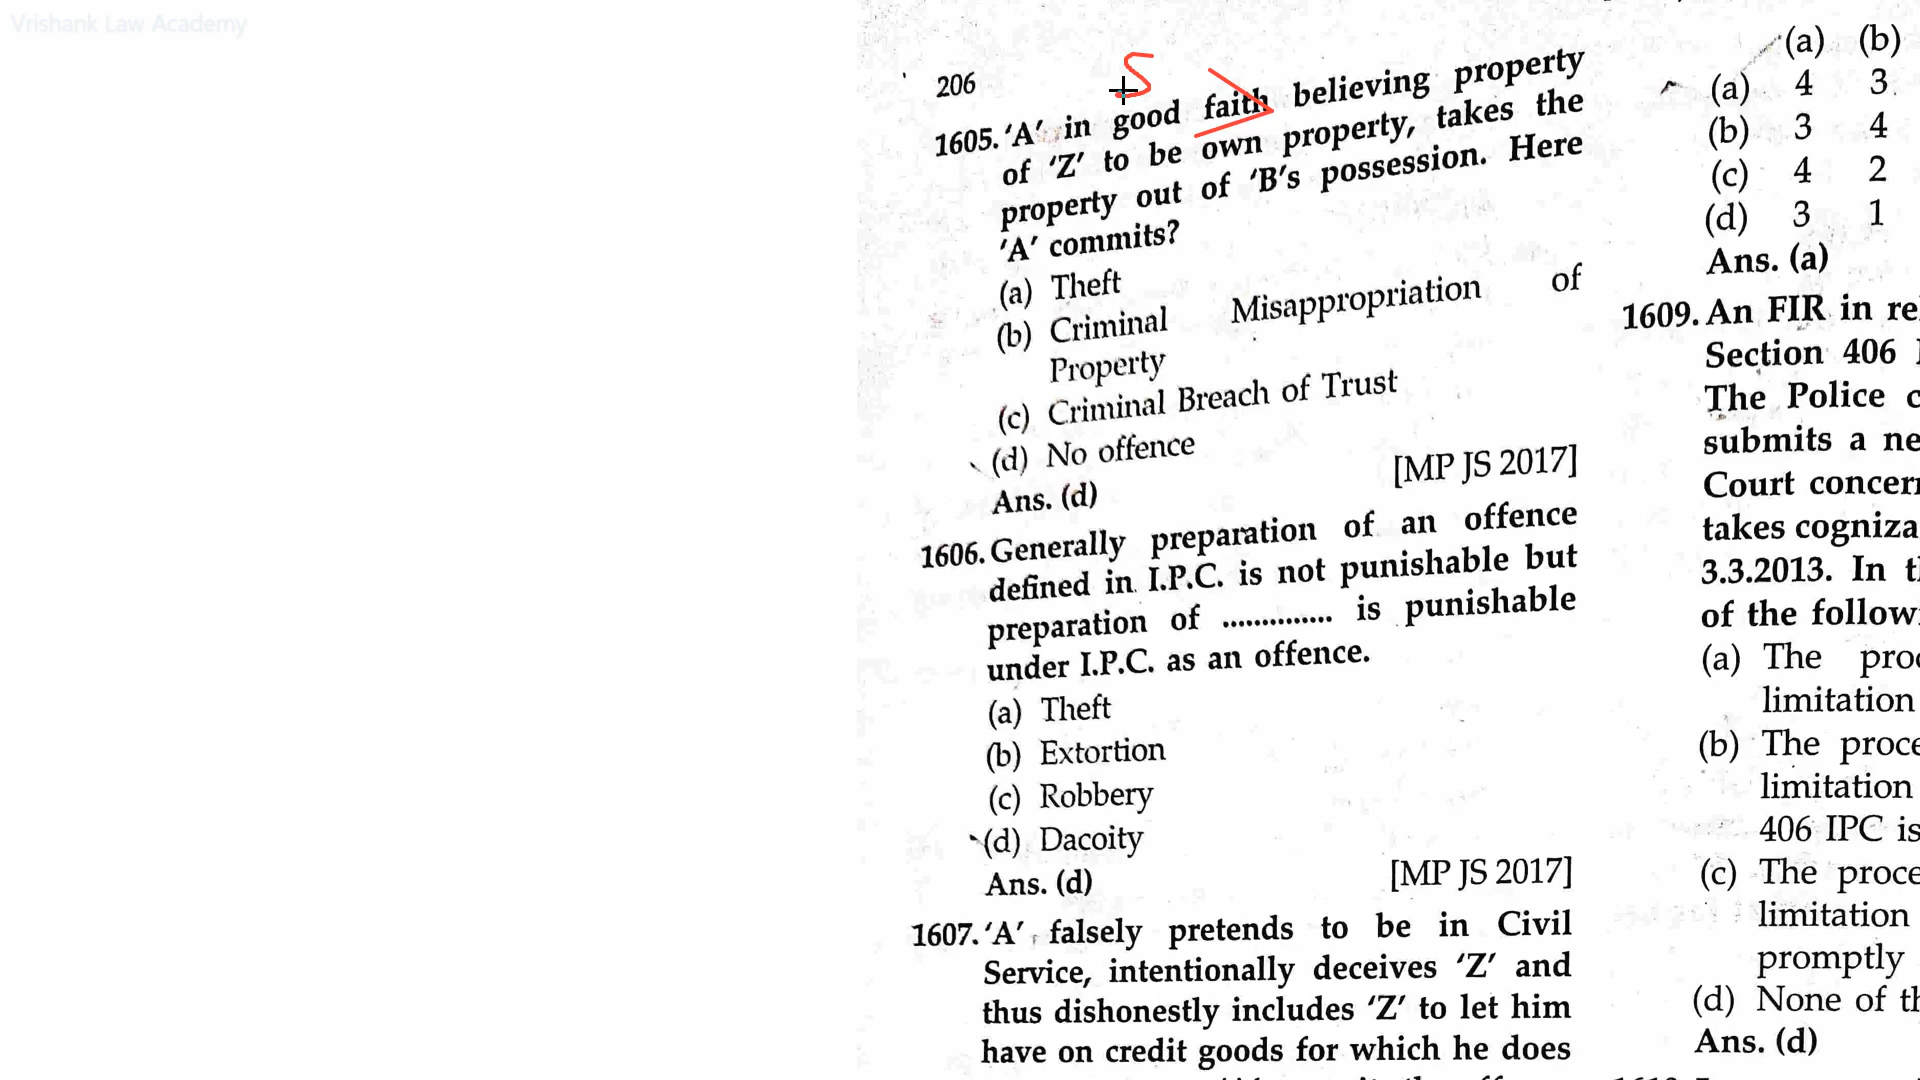 Vrishank Law Academy
206
S
1605. 'A' in good faith believing property
of 'Z' to be own property, takes the
property out of 'B's possession. Here
'A' commits?
(a) Theft
(b) Criminal Misappropriation of
Property
(c) Criminal Breach of Trust
(d) No offence
Ans. (d) [MP JS 2017]
1606. Generally preparation of an offence
defined in I.P.C. is not punishable but
preparation of .............. is punishable
under I.P.C. as an offence.
(a) Theft
(b) Extortion
(c) Robbery
(d) Dacoity
Ans. (d) [MP JS 2017]
1607. 'A' falsely pretends to be in Civil
Service, intentionally deceives 'Z' and
thus dishonestly includes 'Z' to let him
have on credit goods for which he does
(a) (b)
(a) 4 3
(b) 3 4
(c) 4 2
(d) 3 1
Ans. (a)
1609. An FIR in re
Section 406
The Police c
submits a ne
Court concern
takes cogniza
3.3.2013. In t
of the follow
(a) The pro
limitation
(b) The proce
limitation
406 IPC is
(c) The proce
limitation
promptly
(d) None of th
Ans. (d)